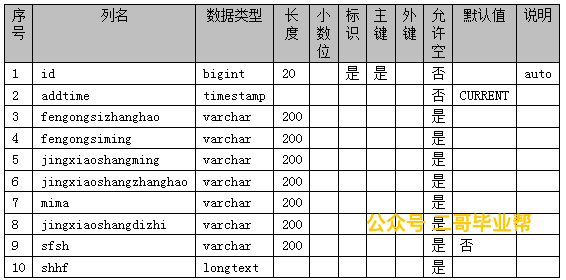 序号 列名 数据类型 长度 小数位 标识 主键 外键 允许空 默认值 说明
1 id bigint 20 是 是 否 auto
2 addtime timestamp 否 CURRENT
3 fengongsizhanghao varchar 200 是
4 fengongsiming varchar 200 是
5 jingxiaoshangming varchar 200 是
6 jingxiaoshangzhanghao varchar 200 是
7 mima varchar 200 是
8 jingxiaoshangdizhi varchar 200 是
公众号 二哥毕业帮
9 sfsh varchar 200 是 否
10 shhf longtext 是